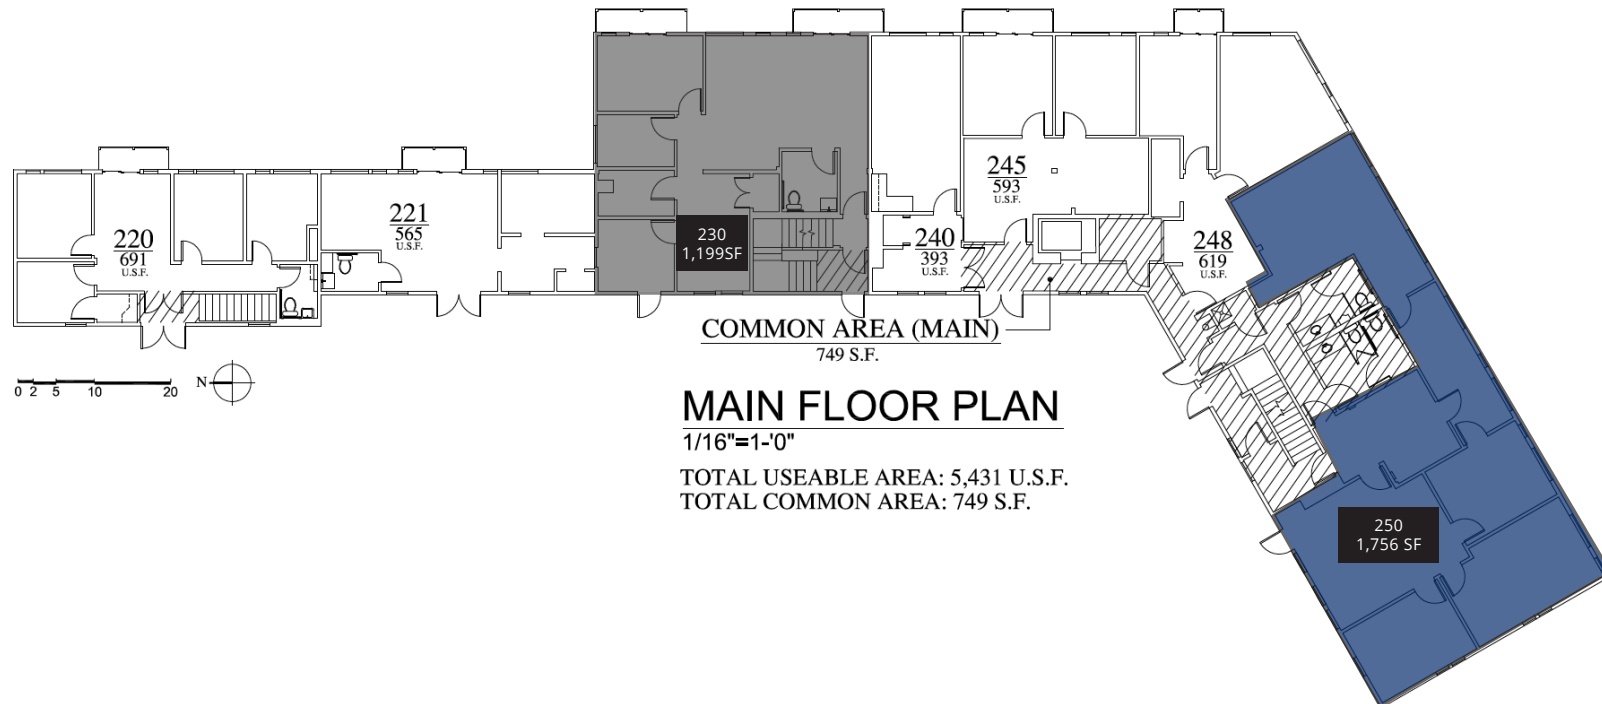 220
691
U.S.F.
221
565
U.S.F.
230
1,199SF
240
393
U.S.F.
245
593
U.S.F.
248
619
U.S.F.
250
1,756 SF
COMMON AREA (MAIN)
749 S.F.
0 2 5 10 20
N
MAIN FLOOR PLAN
1/16"=1-'0"
TOTAL USEABLE AREA: 5,431 U.S.F.
TOTAL COMMON AREA: 749 S.F.